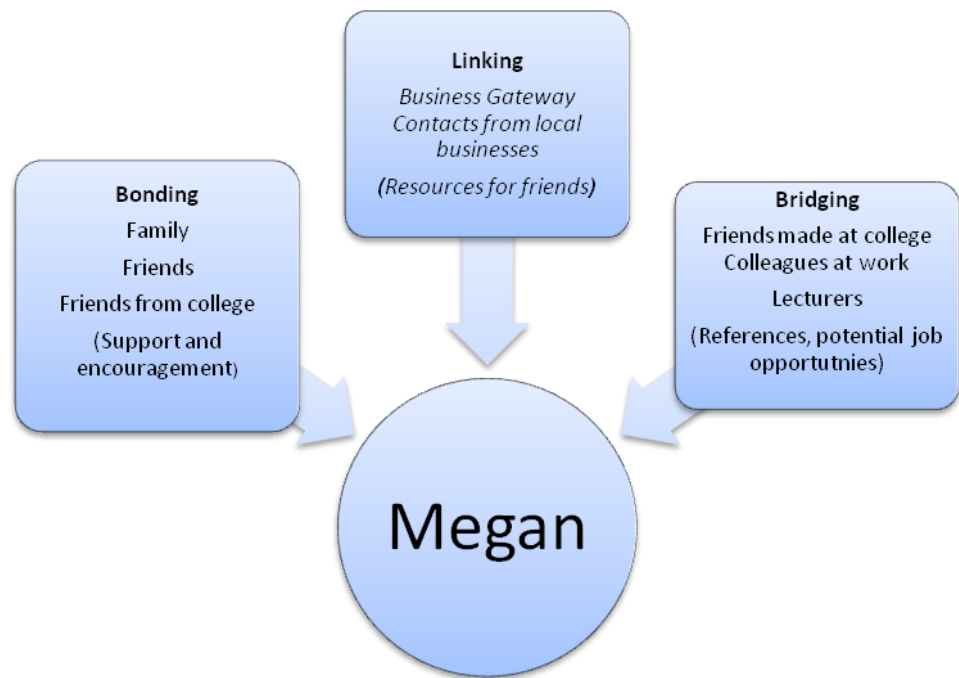 Linking
Business Gateway
Contacts from local
businesses
(Resources for friends)
Bonding
Family
Friends
Friends from college
(Support and
encouragement)
Bridging
Friends made at college
Colleagues at work
Lecturers
(References, potential job
opportutnies)
Megan